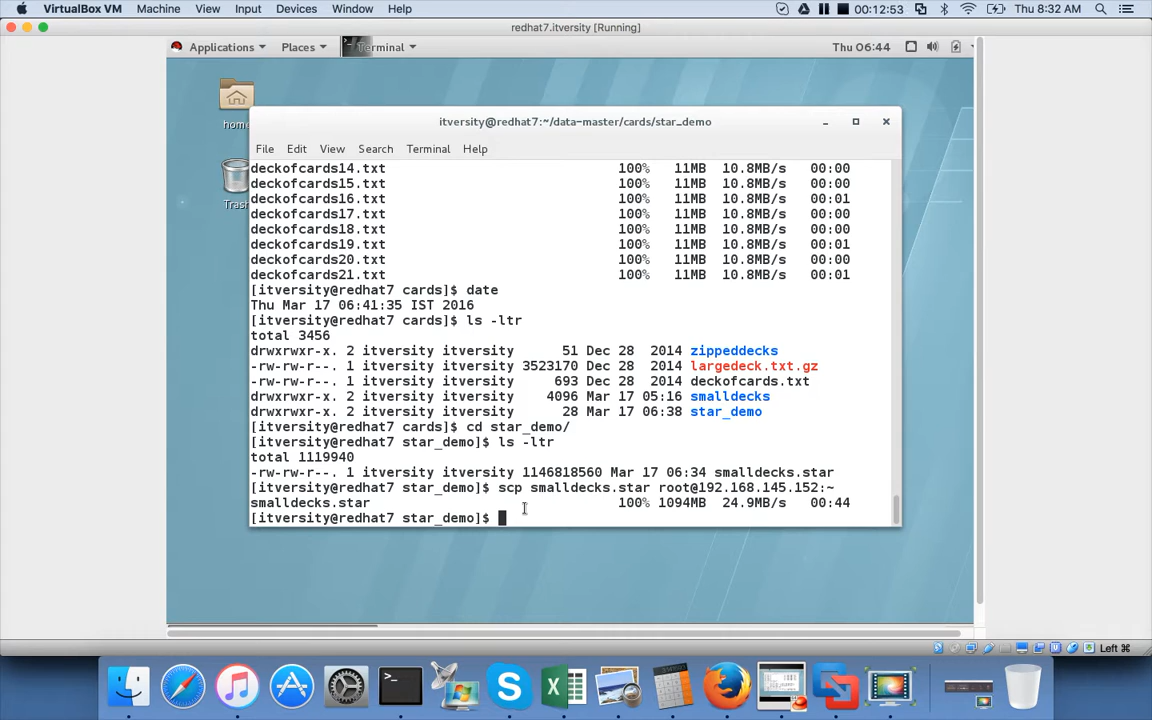 VirtualBox VM Machine View Input Devices Window Help 00:12:53 Thu 8:32 AM
redhat7.itversity [Running]
Applications Places Terminal Thu 06:44
home
Trash
itversity@redhat7:~/data-master/cards/star_demo
File Edit View Search Terminal Help
deckofcards14.txt 100% 11MB 10.8MB/s 00:00
deckofcards15.txt 100% 11MB 10.8MB/s 00:00
deckofcards16.txt 100% 11MB 10.8MB/s 00:01
deckofcards17.txt 100% 11MB 10.8MB/s 00:00
deckofcards18.txt 100% 11MB 10.8MB/s 00:00
deckofcards19.txt 100% 11MB 10.8MB/s 00:01
deckofcards20.txt 100% 11MB 10.8MB/s 00:00
deckofcards21.txt 100% 11MB 10.8MB/s 00:01
[itversity@redhat7 cards]$ date
Thu Mar 17 06:41:35 IST 2016
[itversity@redhat7 cards]$ ls -ltr
total 3456
drwxrwxr-x. 2 itversity itversity 51 Dec 28 2014 zippeddecks
-rw-rw-r--. 1 itversity itversity 3523170 Dec 28 2014 largedeck.txt.gz
-rw-rw-r--. 1 itversity itversity 693 Dec 28 2014 deckofcards.txt
drwxrwxr-x. 2 itversity itversity 4096 Mar 17 05:16 smalldecks
drwxrwxr-x. 2 itversity itversity 28 Mar 17 06:38 star_demo
[itversity@redhat7 cards]$ cd star_demo/
[itversity@redhat7 star_demo]$ ls -ltr
total 1119940
-rw-rw-r--. 1 itversity itversity 1146818560 Mar 17 06:34 smalldecks.star
[itversity@redhat7 star_demo]$ scp smalldecks.star root@192.168.145.152:~
smalldecks.star 100% 1094MB 24.9MB/s 00:44
[itversity@redhat7 star_demo]$
Left ⌘